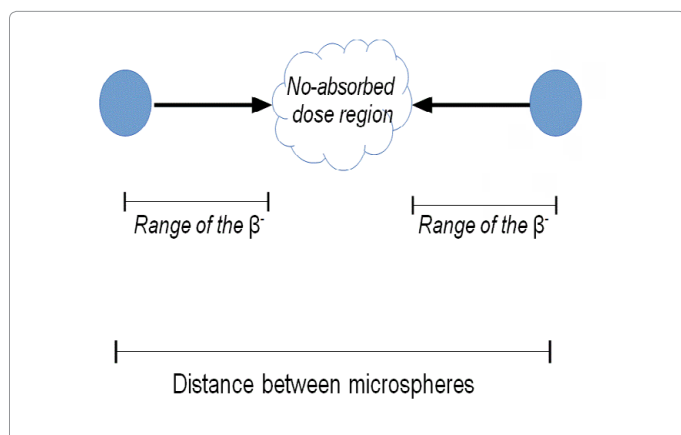 No-absorbed
dose region
Range of the β⁻
Range of the β⁻
Distance between microspheres